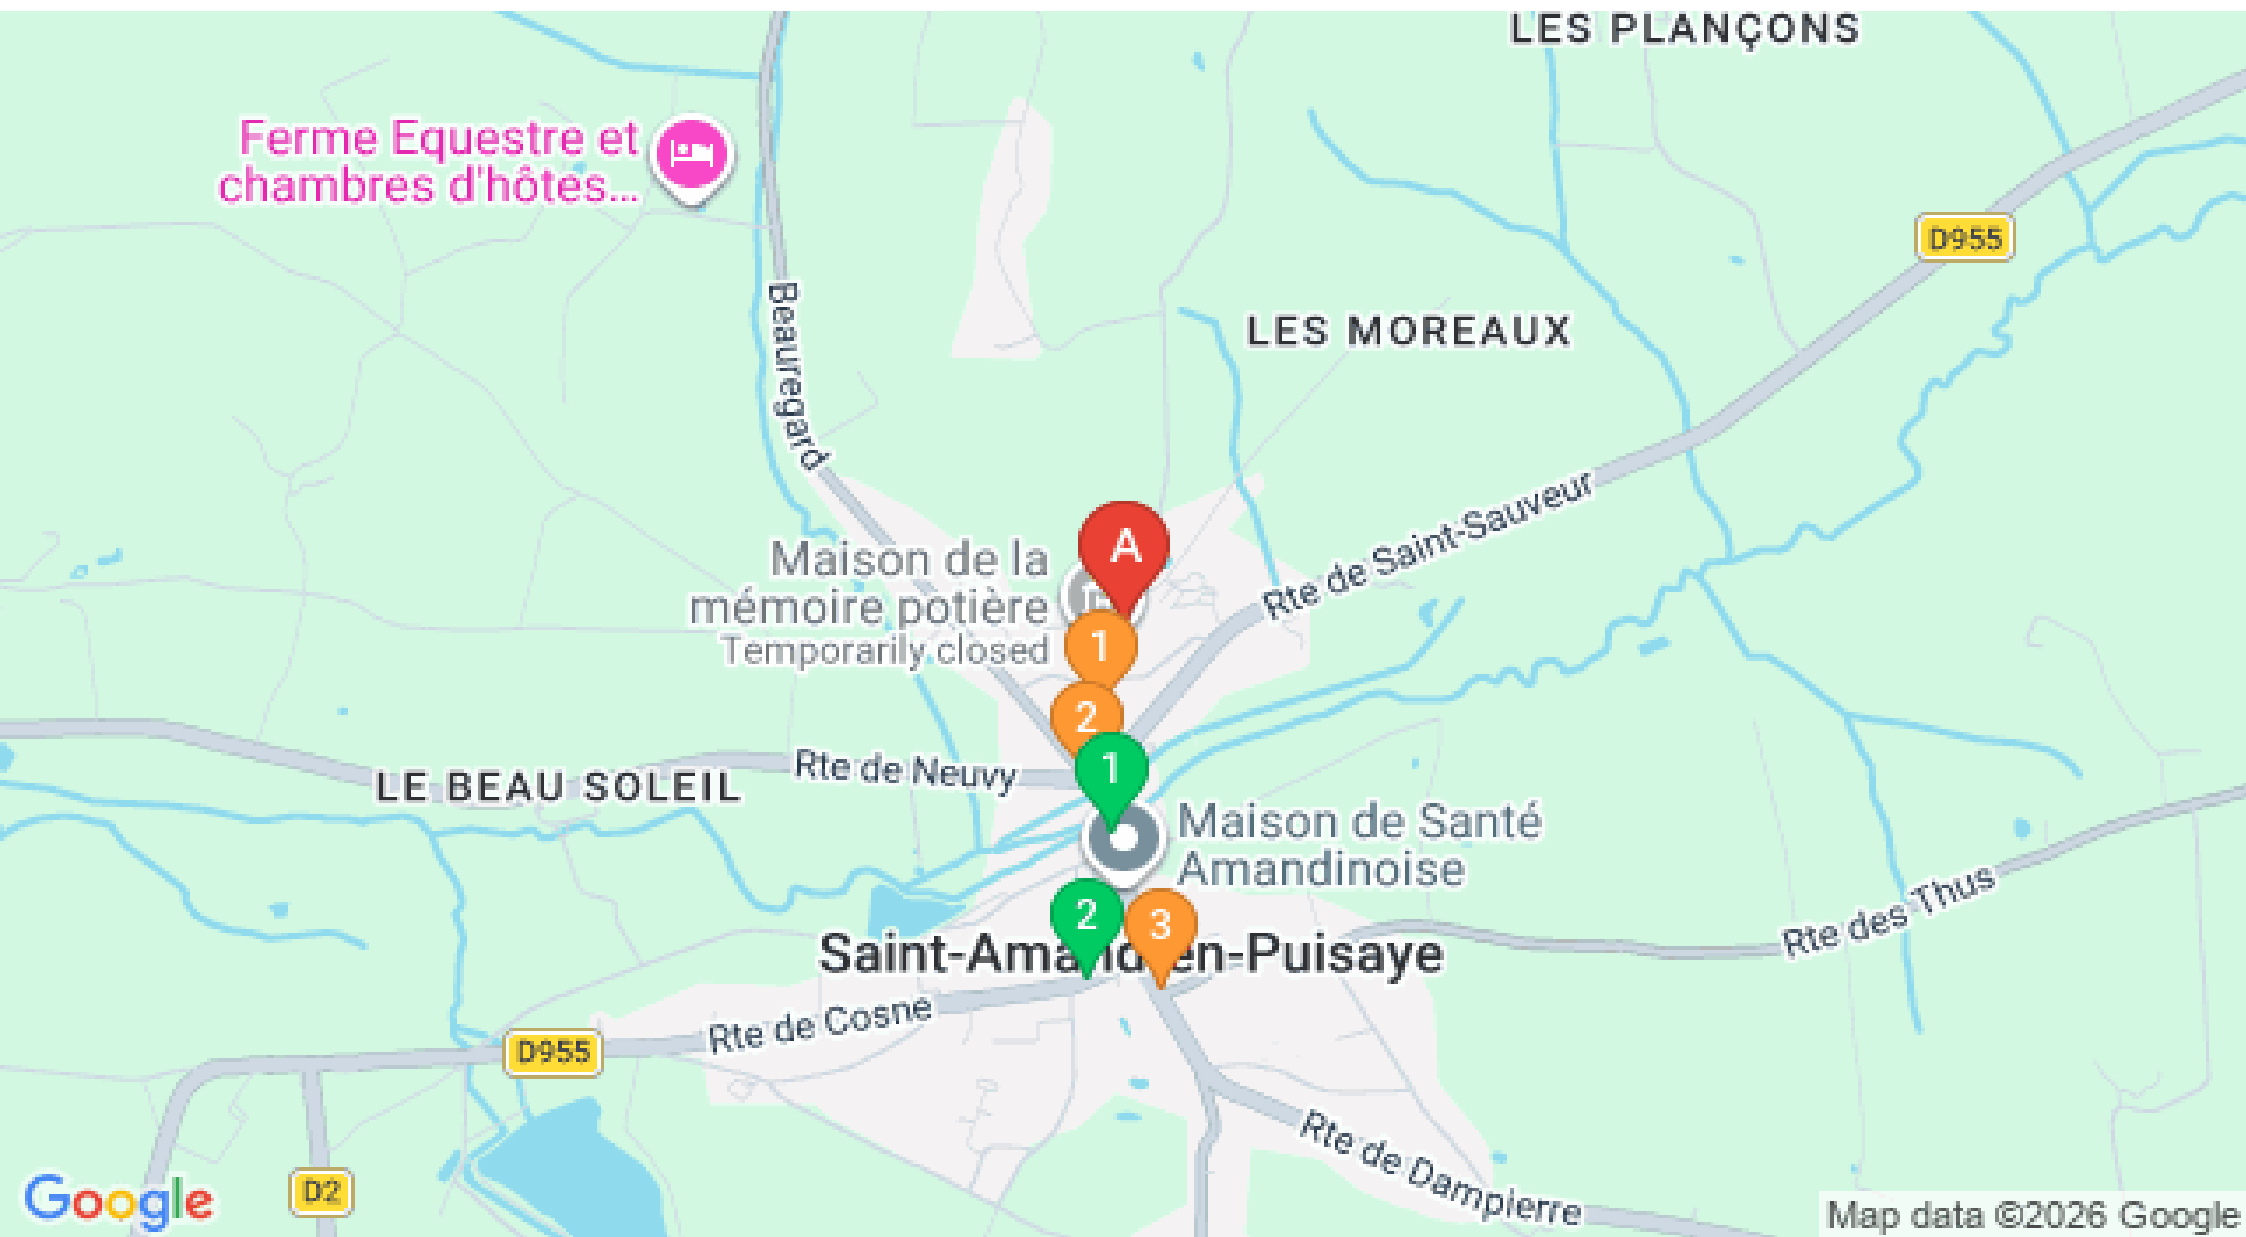 LES PLANÇONS
Ferme Equestre et
chambres d'hôtes...
D955
Beauregard
LES MOREAUX
Rte de Saint-Sauveur
A
Maison de la
mémoire potière
Temporarily closed
1
2
1
Rte de Neuvy
LE BEAU SOLEIL
Maison de Santé
Amandinoise
2
3
Rte des Thus
Saint-Amand-en-Puisaye
Rte de Cosne
D955
Rte de Dampierre
D2
Google
Map data ©2026 Google